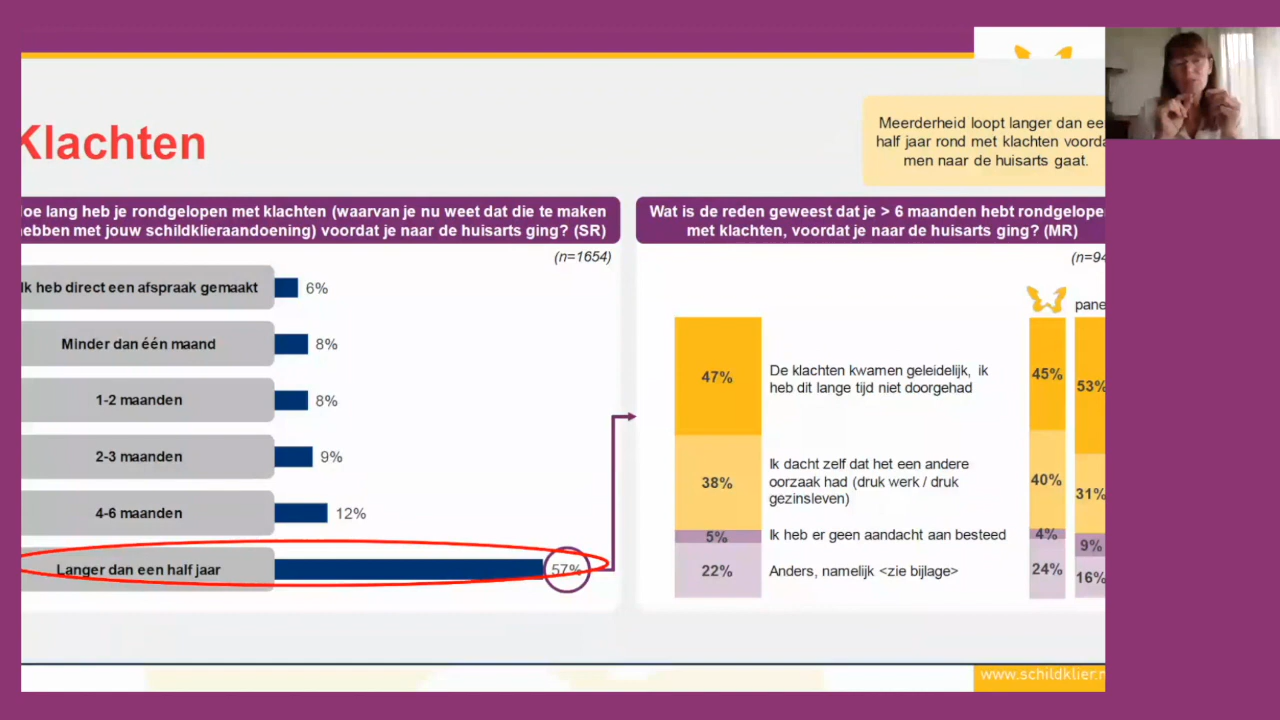 Klachten
Meerderheid loopt langer dan ee
half jaar rond met klachten voorda
men naar de huisarts gaat.
oe lang heb je rondgelopen met klachten (waarvan je nu weet dat die te maken
ebben met jouw schildklieraandoening) voordat je naar de huisarts ging? (SR)
(n=1654)
Ik heb direct een afspraak gemaakt 6%
Minder dan één maand 8%
1-2 maanden 8%
2-3 maanden 9%
4-6 maanden 12%
Langer dan een half jaar 57%
Wat is de reden geweest dat je > 6 maanden hebt rondgelope
met klachten, voordat je naar de huisarts ging? (MR)
(n=94
pane
47% De klachten kwamen geleidelijk, ik
heb dit lange tijd niet doorgehad
45% 53%
38% Ik dacht zelf dat het een andere
oorzaak had (druk werk / druk
gezinsleven)
40% 31%
5% Ik heb er geen aandacht aan besteed 4% 9%
22% Anders, namelijk <zie bijlage> 24% 16%
www.schildklier.n